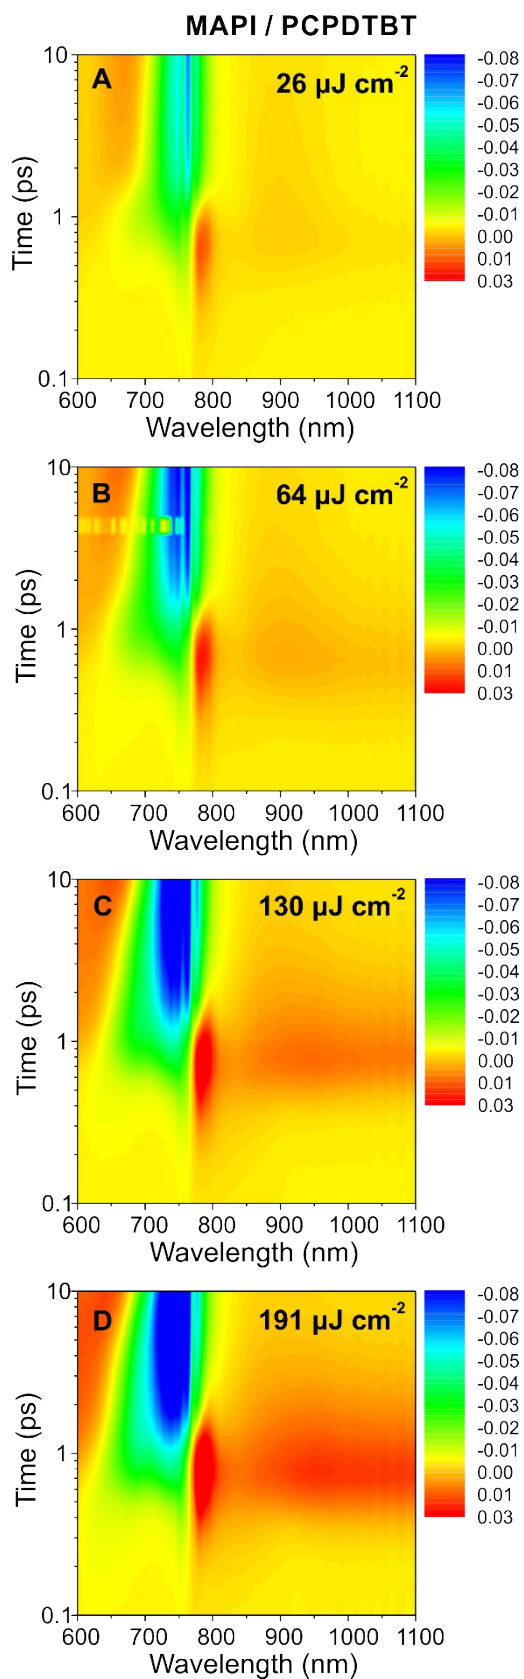 MAPI / PCPDTBT
A
26 µJ cm-2
Time (ps)
10
1
0.1
600 700 800 900 1000 1100
Wavelength (nm)
-0.08
-0.07
-0.06
-0.05
-0.04
-0.03
-0.02
-0.01
0.00
0.01
0.03
B
64 µJ cm-2
Time (ps)
10
1
0.1
600 700 800 900 1000 1100
Wavelength (nm)
-0.08
-0.07
-0.06
-0.05
-0.04
-0.03
-0.02
-0.01
0.00
0.01
0.03
C
130 µJ cm-2
Time (ps)
10
1
0.1
600 700 800 900 1000 1100
Wavelength (nm)
-0.08
-0.07
-0.06
-0.05
-0.04
-0.03
-0.02
-0.01
0.00
0.01
0.03
D
191 µJ cm-2
Time (ps)
10
1
0.1
600 700 800 900 1000 1100
Wavelength (nm)
-0.08
-0.07
-0.06
-0.05
-0.04
-0.03
-0.02
-0.01
0.00
0.01
0.03